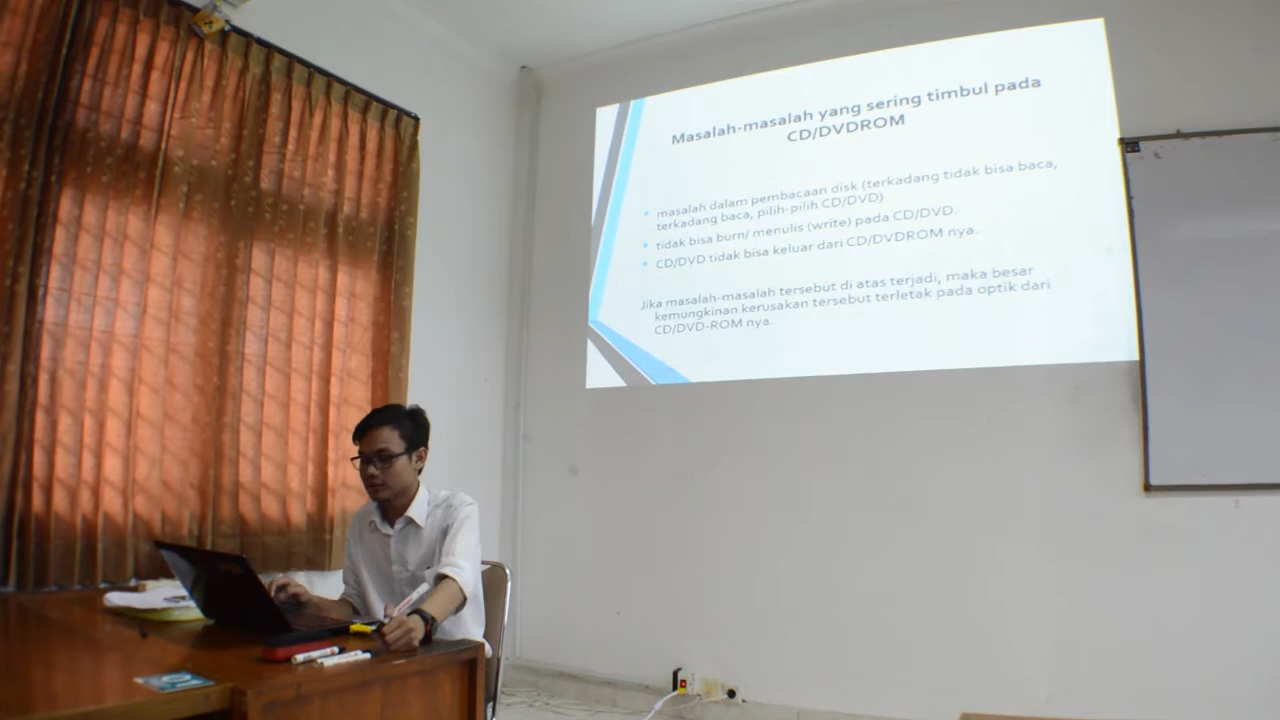 Masalah-masalah yang sering timbul pada
CD/DVDROM
masalah dalam pembacaan disk (terkadang tidak bisa baca,
terkadang baca, pilih-pilih CD/DVD)
tidak bisa burn/ menulis (write) pada CD/DVD.
CD/DVD tidak bisa keluar dari CD/DVDROM nya.
Jika masalah-masalah tersebut di atas terjadi, maka besar
kemungkinan kerusakan tersebut terletak pada optik dari
CD/DVD-ROM nya.